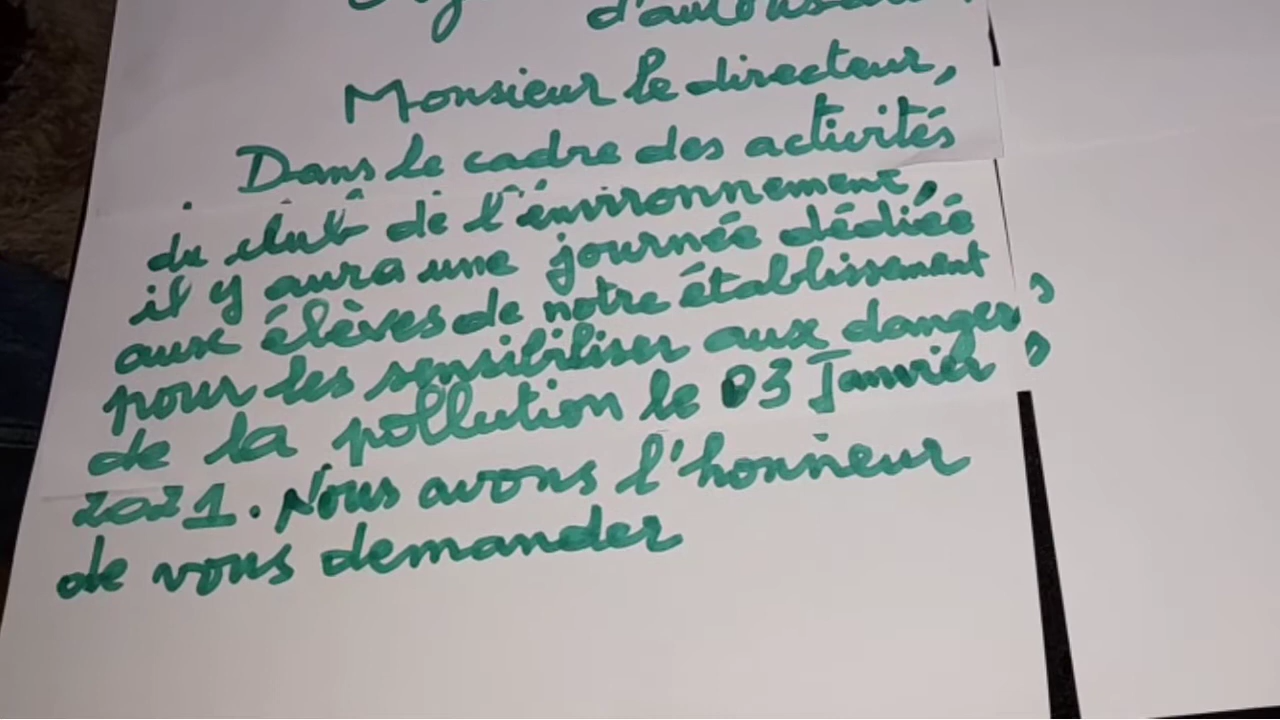 Monsieur le directeur,
Dans le cadre des activités
du club de l'environnement,
il y aura une journée dédiée
aux élèves de notre établissement
pour les sensibiliser aux danger,
de la pollution le 03 Janvier,
2021. Nous avons l'honneur
de vous demander